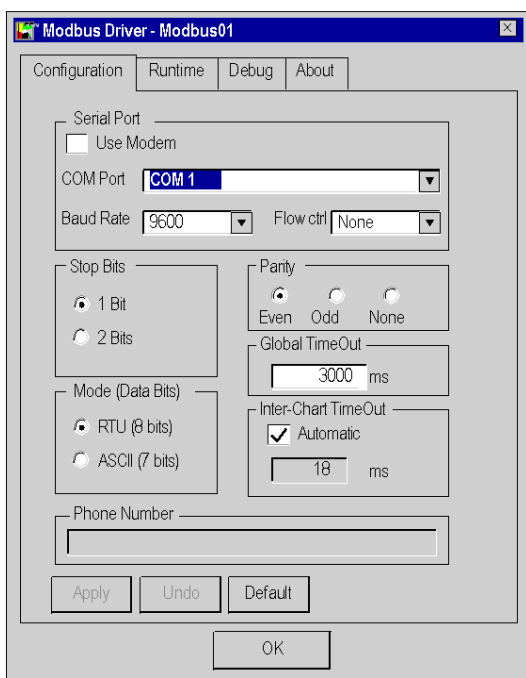 Modbus Driver - Modbus01
Configuration Runtime Debug About
Serial Port
Use Modem
COM Port COM 1
Baud Rate 9600 Flow ctrl None
Stop Bits
1 Bit
2 Bits
Parity
Even Odd None
Global TimeOut
3000 ms
Mode (Data Bits)
RTU (8 bits)
ASCII (7 bits)
Inter-Chart TimeOut
Automatic
18 ms
Phone Number
Apply Undo Default
OK